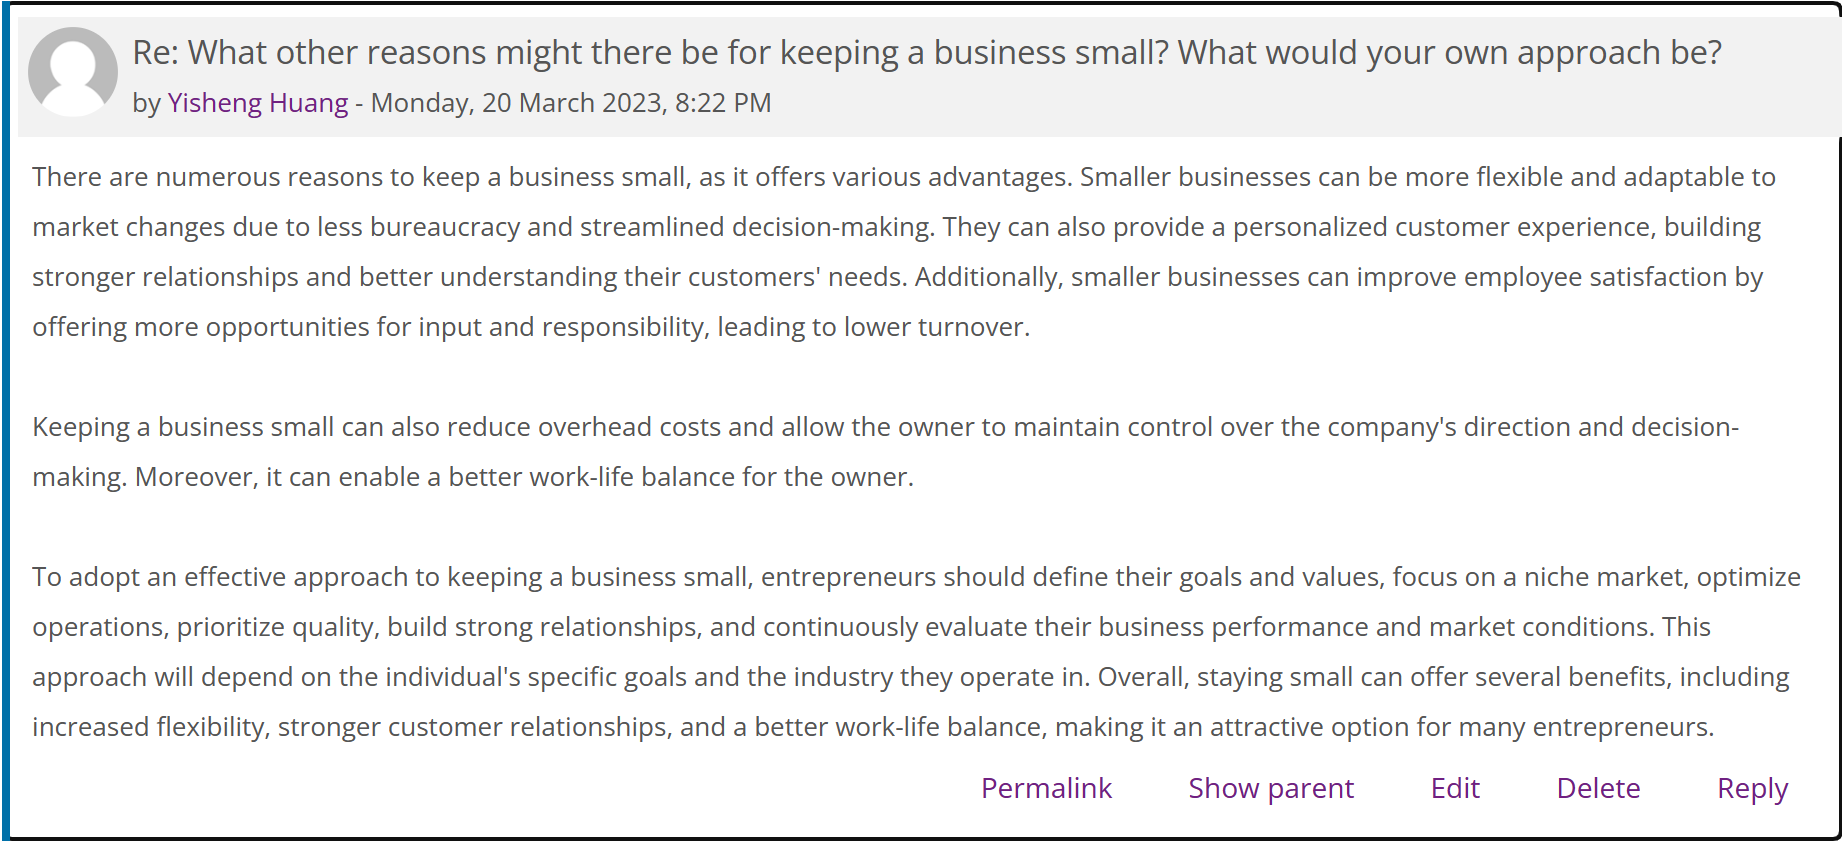 Re: What other reasons might there be for keeping a business small? What would your own approach be?
by Yisheng Huang - Monday, 20 March 2023, 8:22 PM
There are numerous reasons to keep a business small, as it offers various advantages. Smaller businesses can be more flexible and adaptable to
market changes due to less bureaucracy and streamlined decision-making. They can also provide a personalized customer experience, building
stronger relationships and better understanding their customers' needs. Additionally, smaller businesses can improve employee satisfaction by
offering more opportunities for input and responsibility, leading to lower turnover.
Keeping a business small can also reduce overhead costs and allow the owner to maintain control over the company's direction and decision-
making. Moreover, it can enable a better work-life balance for the owner.
To adopt an effective approach to keeping a business small, entrepreneurs should define their goals and values, focus on a niche market, optimize
operations, prioritize quality, build strong relationships, and continuously evaluate their business performance and market conditions. This
approach will depend on the individual's specific goals and the industry they operate in. Overall, staying small can offer several benefits, including
increased flexibility, stronger customer relationships, and a better work-life balance, making it an attractive option for many entrepreneurs.
Permalink Show parent Edit Delete Reply